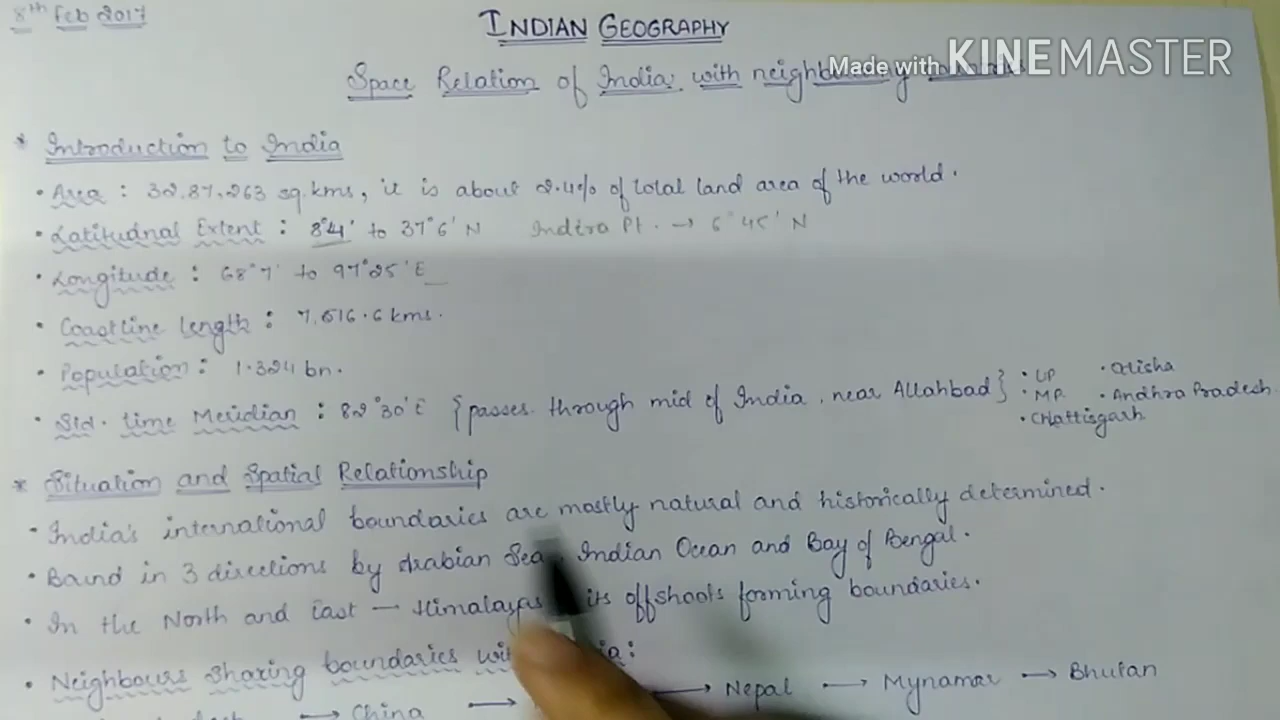 8th Feb 2017
INDIAN GEOGRAPHY
Made with KINEMASTER
Space Relation of India with neighbouring
* Introduction to India
• Area : 32,87,263 sq.kms, it is about 2.4% of total land area of the world.
• Latitudnal Extent : 8°4' to 37°6' N Indira Pt. → 6°45' N
• Longitude : 68°7' to 97°25' E
• Coastline length : 7,516.6 kms.
• Population : 1.324 bn.
• Std. time Meridian : 82°30' E {passes through mid of India, near Allahbad}
• UP • Odisha
• MP • Andhra Pradesh
• Chattisgarh
* Situation and Spatial Relationship
• India's international boundaries are mostly natural and historically determined.
• Bound in 3 directions by Arabian Sea, Indian Ocean and Bay of Bengal.
• In the North and East — Himalayas its offshoots forming boundaries.
• Neighbours sharing boundaries
→ China → → Nepal → Mynamar → Bhutan